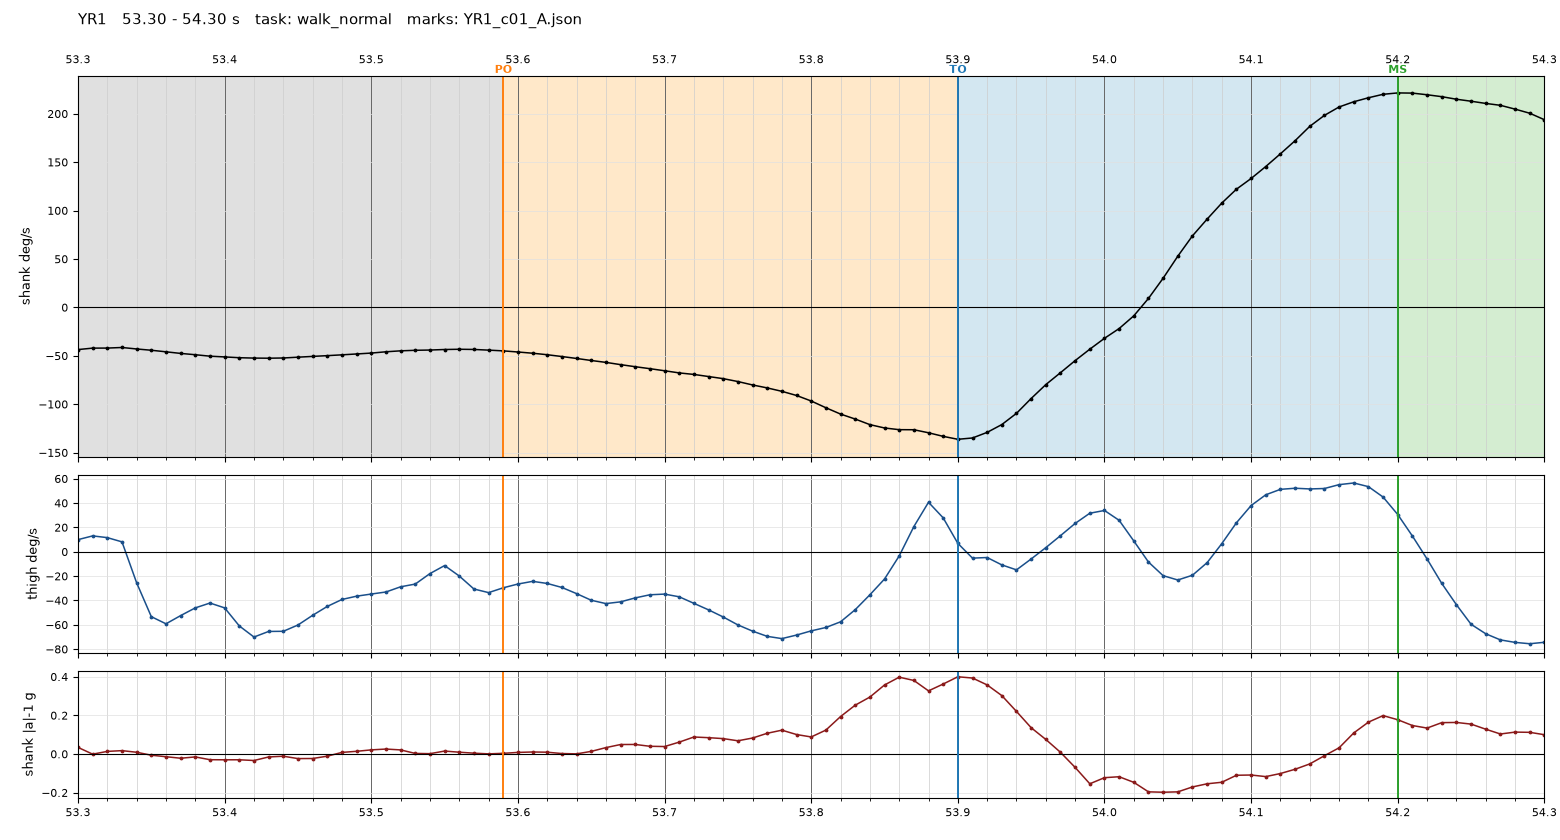 YR1   53.30 - 54.30 s   task: walk_normal   marks: YR1_c01_A.json
53.3 53.4 53.5 53.6 53.7 53.8 53.9 54.0 54.1 54.2 54.3
PO TO MS
shank deg/s
200
150
100
50
0
−50
−100
−150
thigh deg/s
60
40
20
0
−20
−40
−60
−80
shank |a|-1 g
0.4
0.2
0.0
−0.2
53.3 53.4 53.5 53.6 53.7 53.8 53.9 54.0 54.1 54.2 54.3